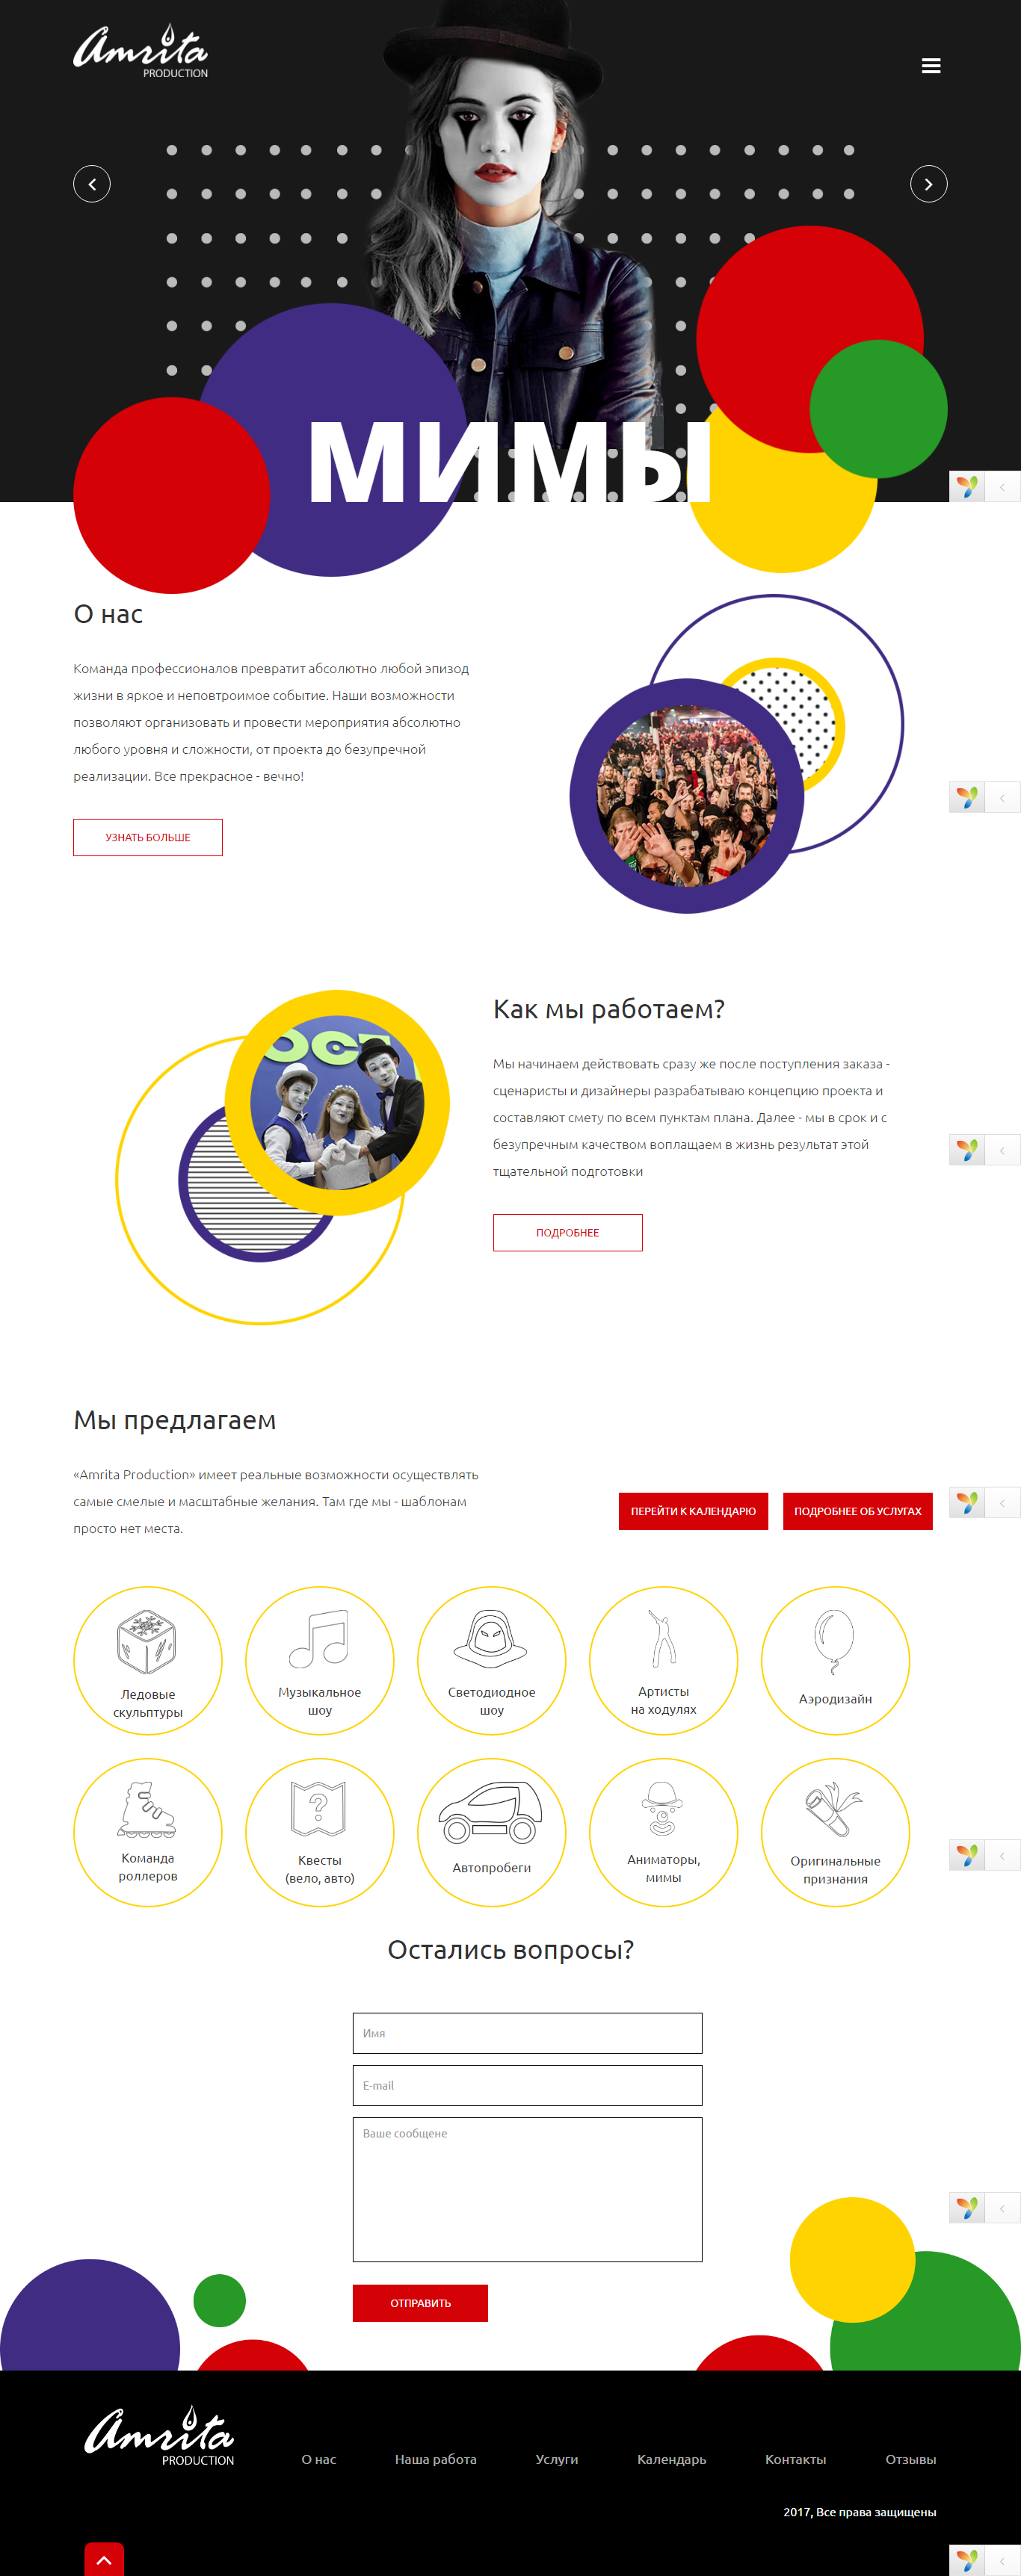 Amrita
PRODUCTION
МИМЫ
О нас
Команда профессионалов превратит абсолютно любой эпизод
жизни в яркое и неповтроимое событие. Наши возможности
позволяют организовать и провести мероприятия абсолютно
любого уровня и сложности, от проекта до безупречной
реализации. Все прекрасное - вечно!
УЗНАТЬ БОЛЬШЕ
ОСТ
Как мы работаем?
Мы начинаем действовать сразу же после поступления заказа -
сценаристы и дизайнеры разрабатываю концепцию проекта и
составляют смету по всем пунктам плана. Далее - мы в срок и с
безупречным качеством воплащаем в жизнь результат этой
тщательной подготовки
ПОДРОБНЕЕ
Мы предлагаем
«Amrita Production» имеет реальные возможности осуществлять
самые смелые и масштабные желания. Там где мы - шаблонам
просто нет места.
ПЕРЕЙТИ К КАЛЕНДАРЮ
ПОДРОБНЕЕ ОБ УСЛУГАХ
Ледовые
скульптуры
Музыкальное
шоу
Светодиодное
шоу
Артисты
на ходулях
Аэродизайн
Команда
роллеров
Квесты
(вело, авто)
Автопробеги
Аниматоры,
мимы
Оригинальные
признания
Остались вопросы?
Имя
E-mail
Ваше сообщене
ОТПРАВИТЬ
Amrita
PRODUCTION
О нас
Наша работа
Услуги
Календарь
Контакты
Отзывы
2017, Все права защищены